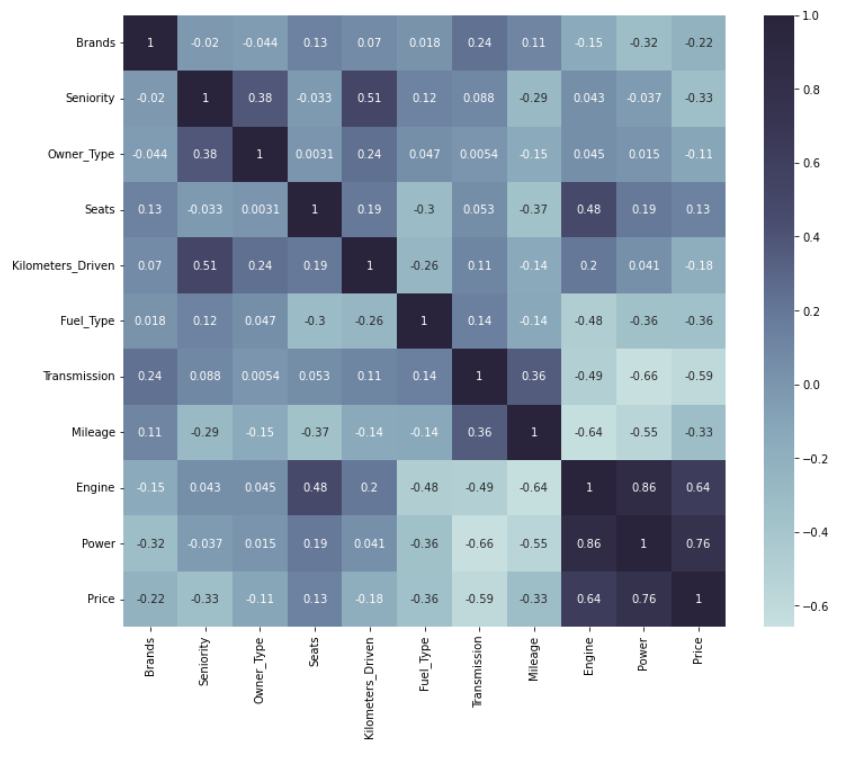 Brands 1 -0.02 -0.044 0.13 0.07 0.018 0.24 0.11 -0.15 -0.32 -0.22
Seniority -0.02 1 0.38 -0.033 0.51 0.12 0.088 -0.29 0.043 -0.037 -0.33
Owner_Type -0.044 0.38 1 0.0031 0.24 0.047 0.0054 -0.15 0.045 0.015 -0.11
Seats 0.13 -0.033 0.0031 1 0.19 -0.3 0.053 -0.37 0.48 0.19 0.13
Kilometers_Driven 0.07 0.51 0.24 0.19 1 -0.26 0.11 -0.14 0.2 0.041 -0.18
Fuel_Type 0.018 0.12 0.047 -0.3 -0.26 1 0.14 -0.14 -0.48 -0.36 -0.36
Transmission 0.24 0.088 0.0054 0.053 0.11 0.14 1 0.36 -0.49 -0.66 -0.59
Mileage 0.11 -0.29 -0.15 -0.37 -0.14 -0.14 0.36 1 -0.64 -0.55 -0.33
Engine -0.15 0.043 0.045 0.48 0.2 -0.48 -0.49 -0.64 1 0.86 0.64
Power -0.32 -0.037 0.015 0.19 0.041 -0.36 -0.66 -0.55 0.86 1 0.76
Price -0.22 -0.33 -0.11 0.13 -0.18 -0.36 -0.59 -0.33 0.64 0.76 1
Brands
Seniority
Owner_Type
Seats
Kilometers_Driven
Fuel_Type
Transmission
Mileage
Engine
Power
Price
1.0
0.8
0.6
0.4
0.2
0.0
−0.2
−0.4
−0.6